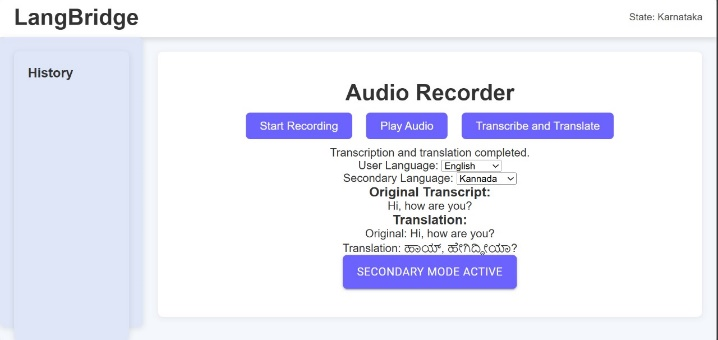 LangBridge
State: Karnataka
History
Audio Recorder
Start Recording
Play Audio
Transcribe and Translate
Transcription and translation completed.
User Language: English
Secondary Language: Kannada
Original Transcript:
Hi, how are you?
Translation:
Original: Hi, how are you?
Translation: ಹಾಯ್, ಹೇಗಿದ್ದೀಯಾ?
SECONDARY MODE ACTIVE